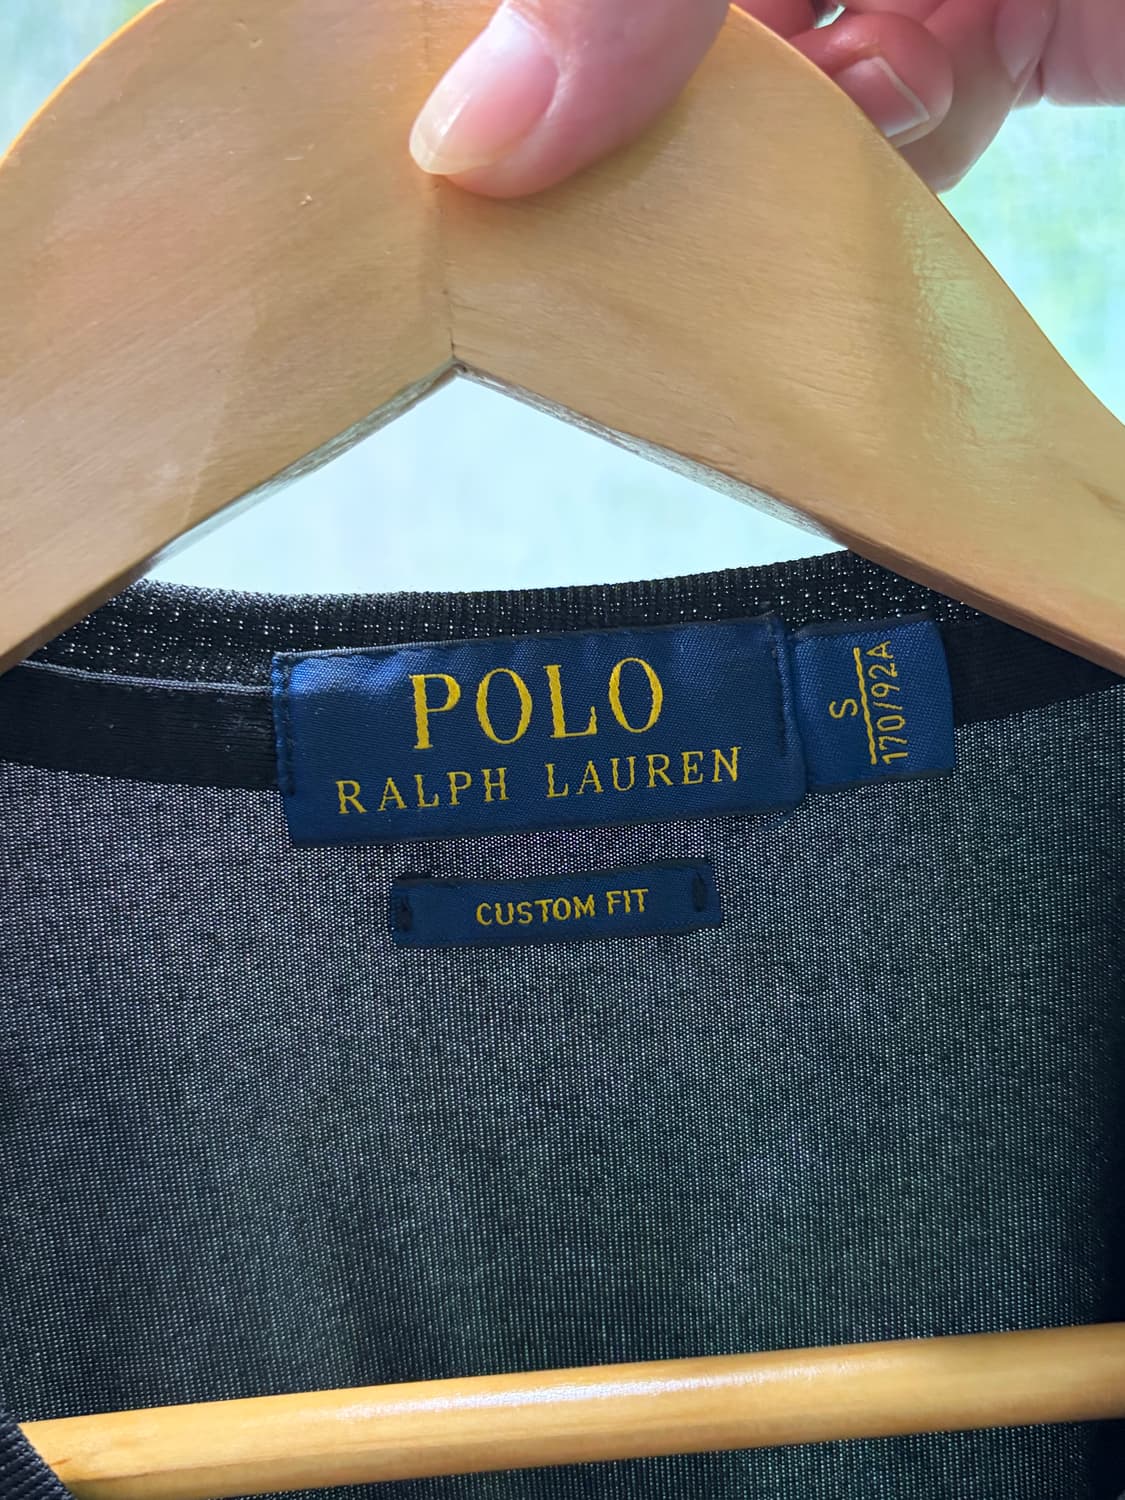 POLO
RALPH LAUREN
S
170/92A
CUSTOM FIT